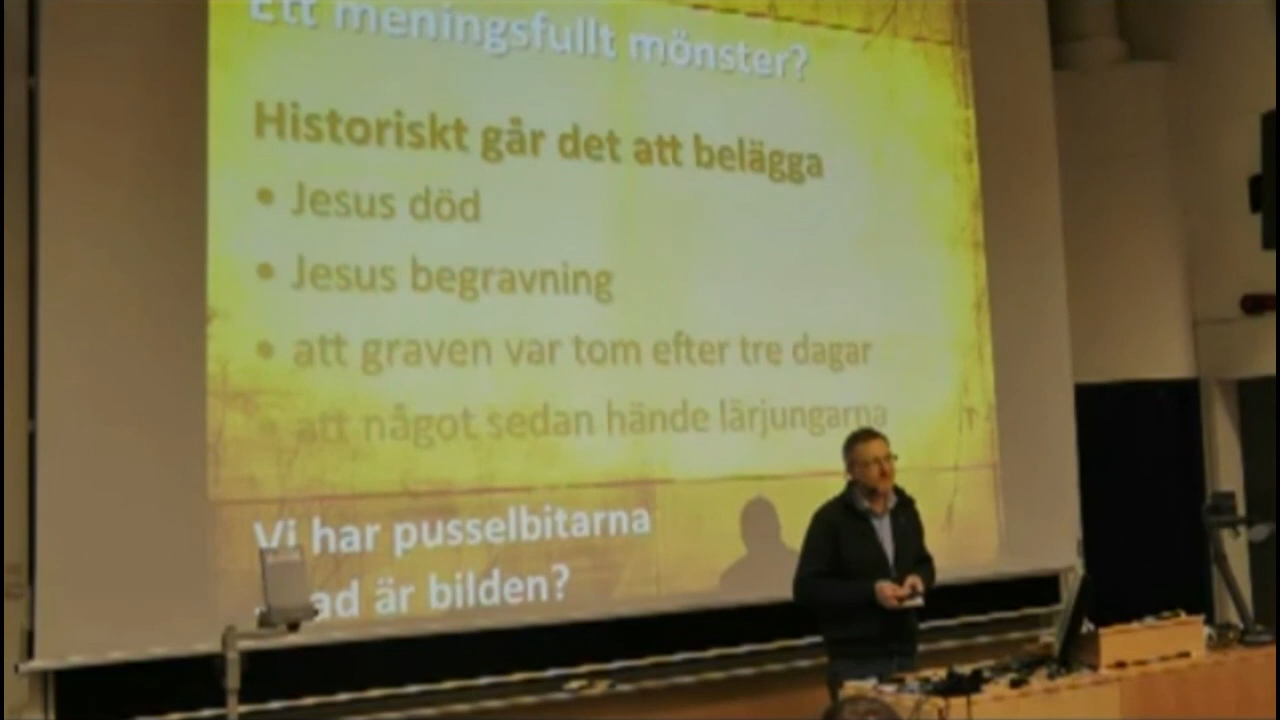 Ett meningsfullt mönster?
Historiskt går det att belägga
• Jesus död
• Jesus begravning
• att graven var tom efter tre dagar
• att något sedan hände lärjungarna
Vi har pusselbitarna
är bilden?